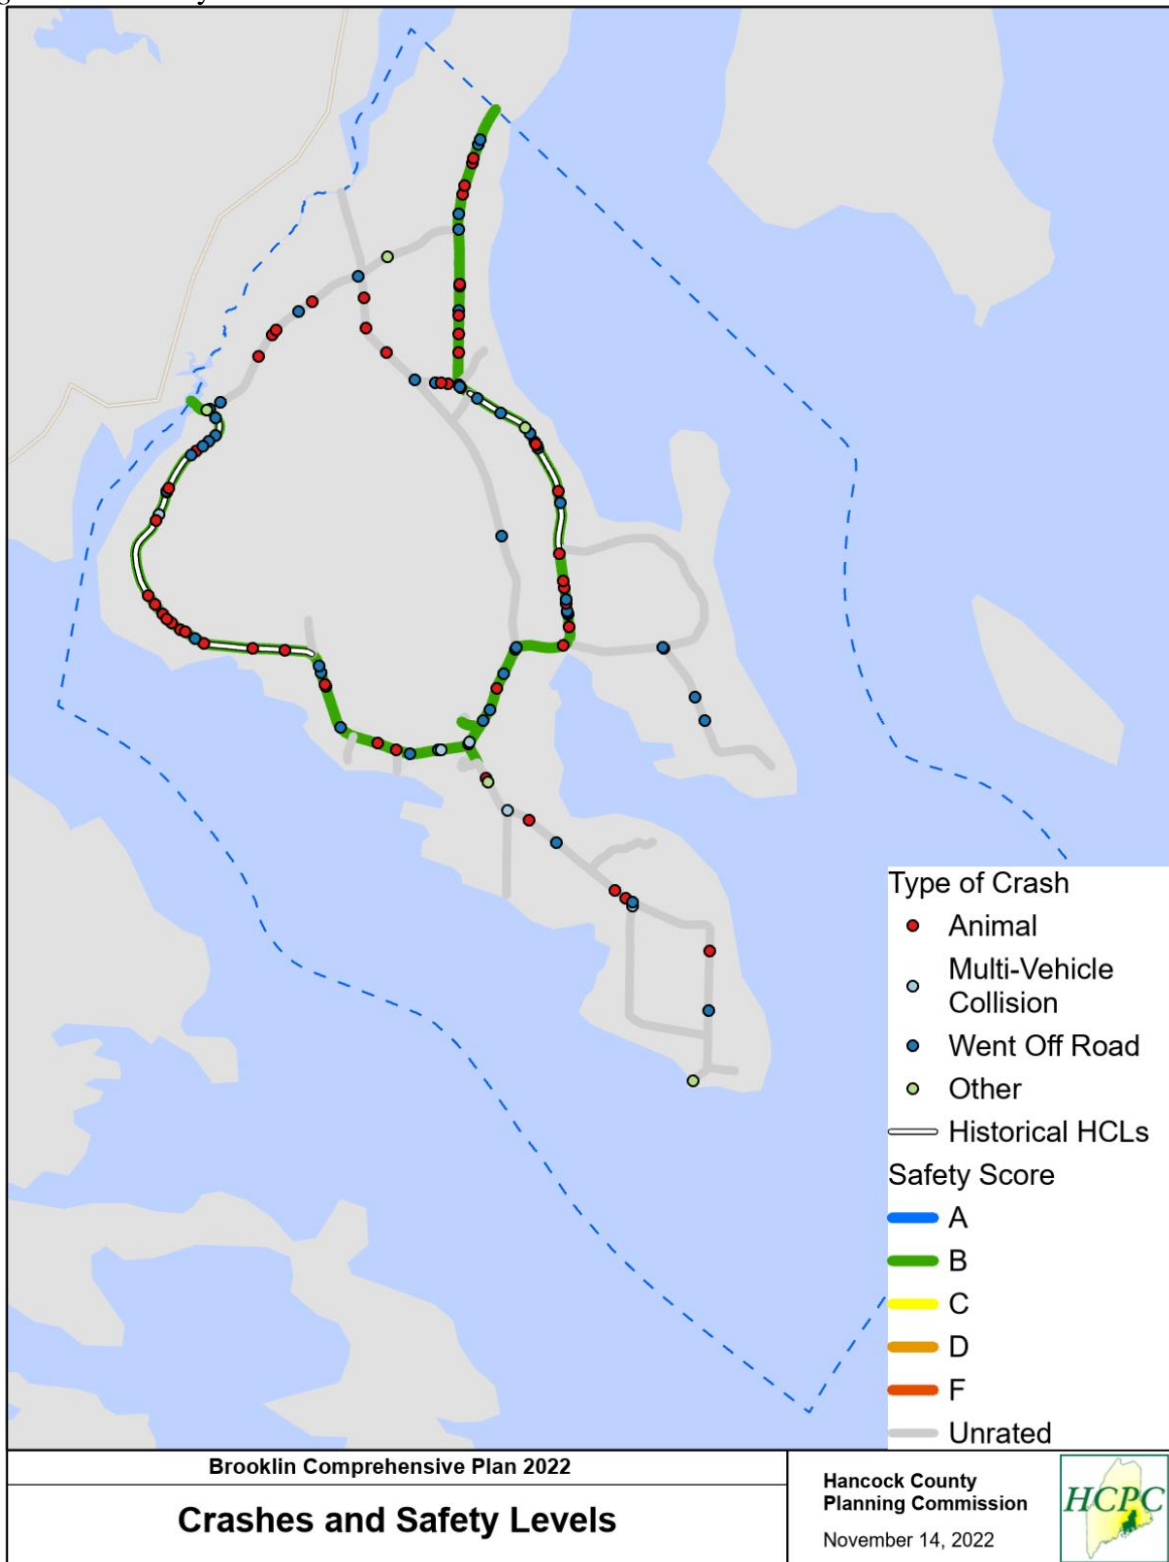 Type of Crash
Animal
Multi-Vehicle
Collision
Went Off Road
Other
Historical HCLs
Safety Score
A
B
C
D
F
Unrated
Brooklin Comprehensive Plan 2022
Crashes and Safety Levels
Hancock County
Planning Commission
November 14, 2022
HCPC